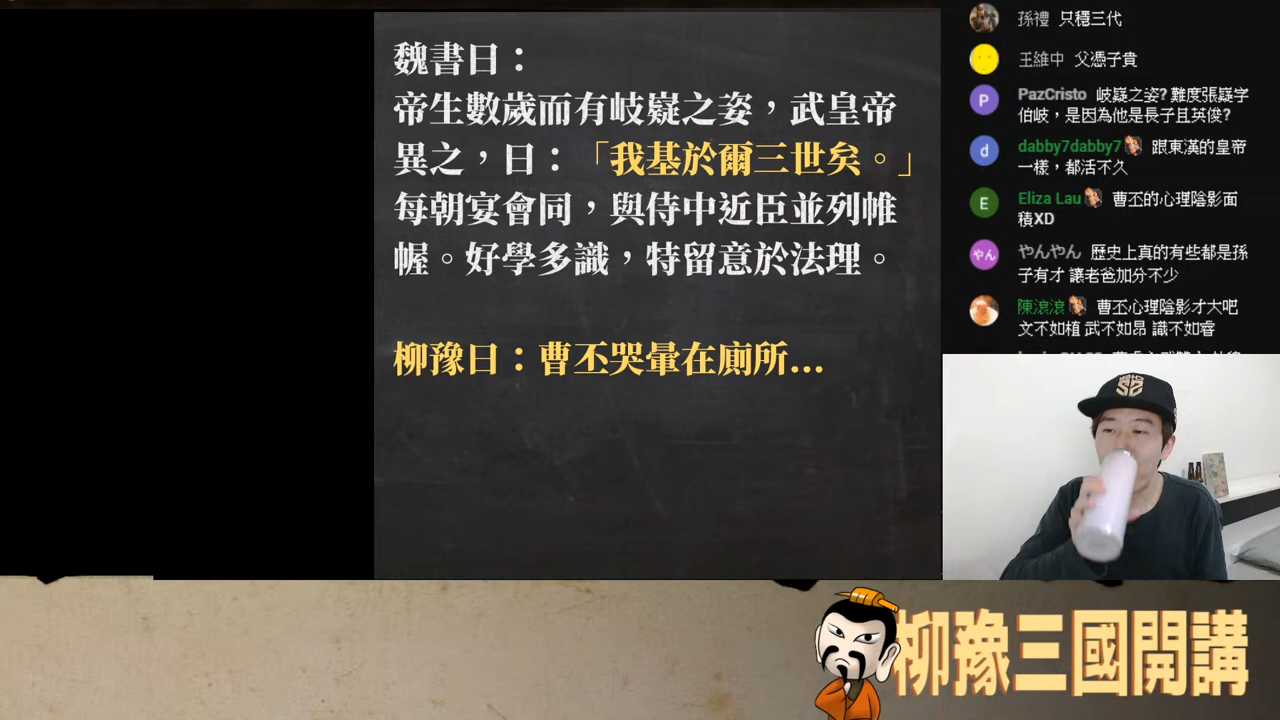 魏書曰：
帝生數歲而有岐嶷之姿，武皇帝
異之，曰：「我基於爾三世矣。」
每朝宴會同，與侍中近臣並列帷
幄。好學多識，特留意於法理。
柳豫曰：曹丕哭暈在廁所...
孫禮 只穩三代
王維中 父憑子貴
PazCristo 岐嶷之姿? 難度張嶷字
伯岐，是因為他是長子且英俊?
dabby7dabby7 跟東漢的皇帝
一樣，都活不久
Eliza Lau 曹丕的心理陰影面
積XD
やんやん 歷史上真的有些都是孫
子有才 讓老爸加分不少
陳滾滾 曹丕心理陰影才大吧
文不如植 武不如昂 識不如睿
P
d
E
やん
柳豫三國開講